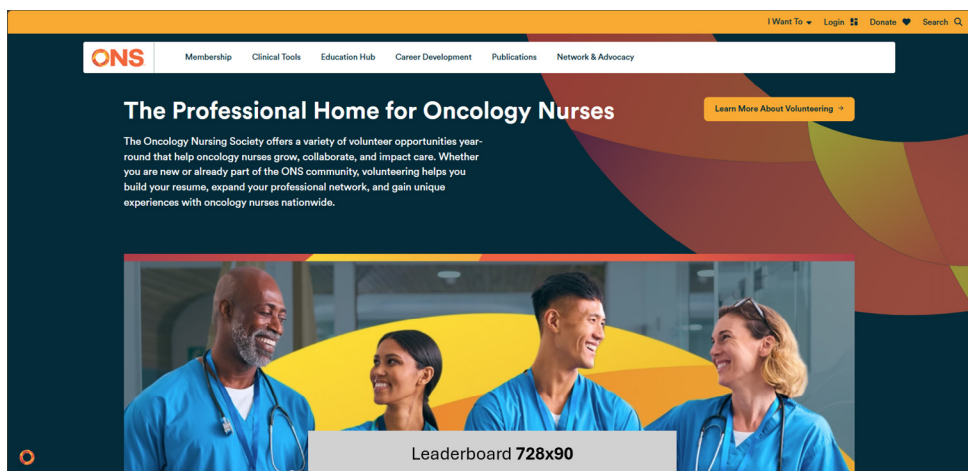 I Want To Login Donate Search
ONS
Membership Clinical Tools Education Hub Career Development Publications Network & Advocacy
The Professional Home for Oncology Nurses
Learn More About Volunteering →
The Oncology Nursing Society offers a variety of volunteer opportunities year-
round that help oncology nurses grow, collaborate, and impact care. Whether
you are new or already part of the ONS community, volunteering helps you
build your resume, expand your professional network, and gain unique
experiences with oncology nurses nationwide.
Leaderboard 728x90